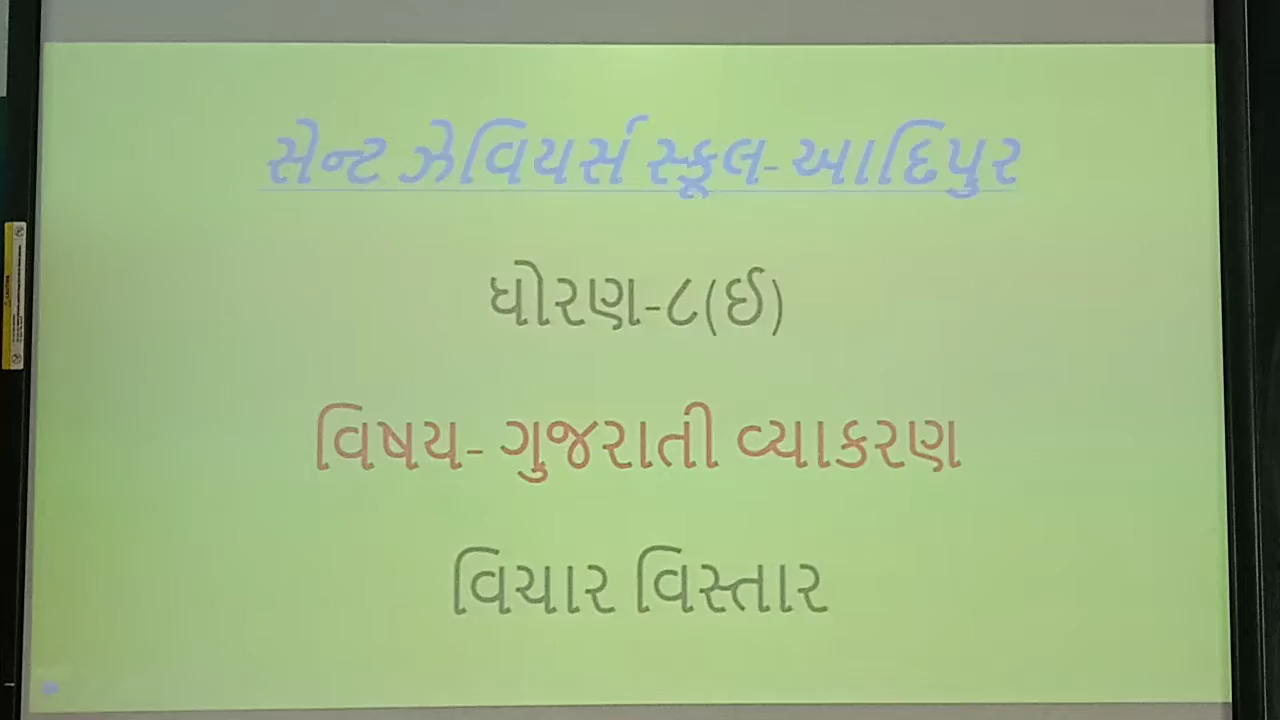 સેન્ટ ઝેવિયર્સ સ્કૂલ- આદિપુર
ધોરણ-૮(ઈ)
વિષય- ગુજરાતી વ્યાકરણ
વિચાર વિસ્તાર